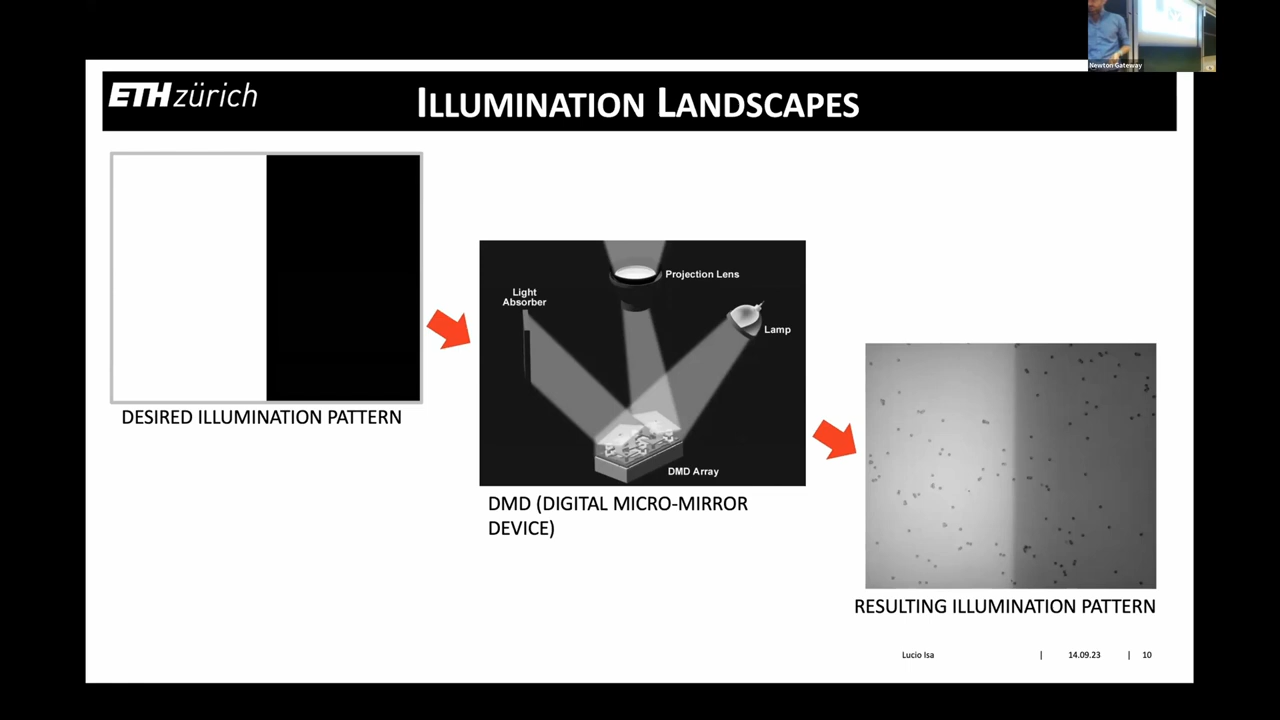 Newton Gateway
ETH zürich
ILLUMINATION LANDSCAPES
DESIRED ILLUMINATION PATTERN
Projection Lens
Light
Absorber
Lamp
DMD Array
DMD (DIGITAL MICRO-MIRROR
DEVICE)
RESULTING ILLUMINATION PATTERN
Lucio Isa | 14.09.23 | 10